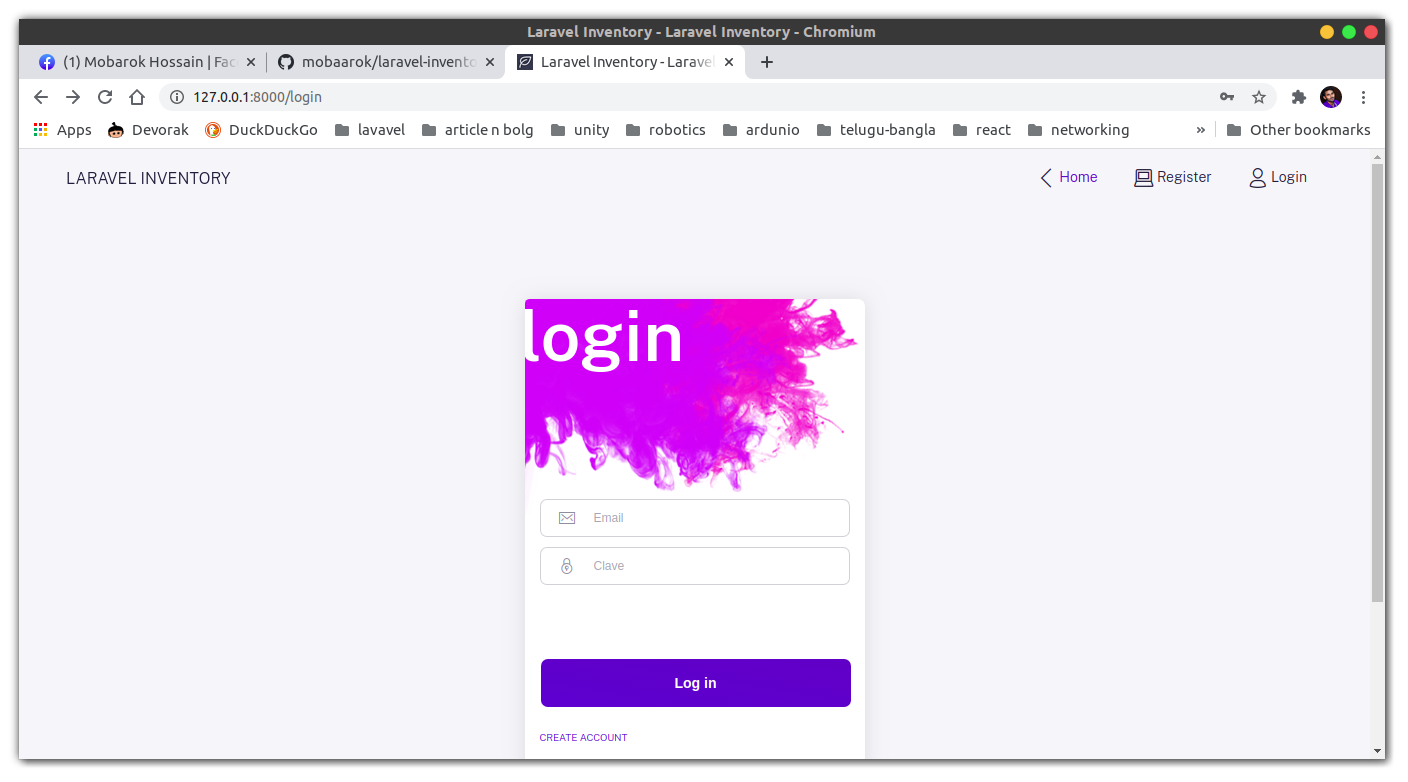 Laravel Inventory - Laravel Inventory - Chromium
(1) Mobarok Hossain | Fac
mobaarok/laravel-invento
Laravel Inventory - Laravel
127.0.0.1:8000/login
Apps Devorak DuckDuckGo lavavel article n bolg unity robotics ardunio telugu-bangla react networking » Other bookmarks
LARAVEL INVENTORY Home Register Login
login
Email
Clave
Log in
CREATE ACCOUNT